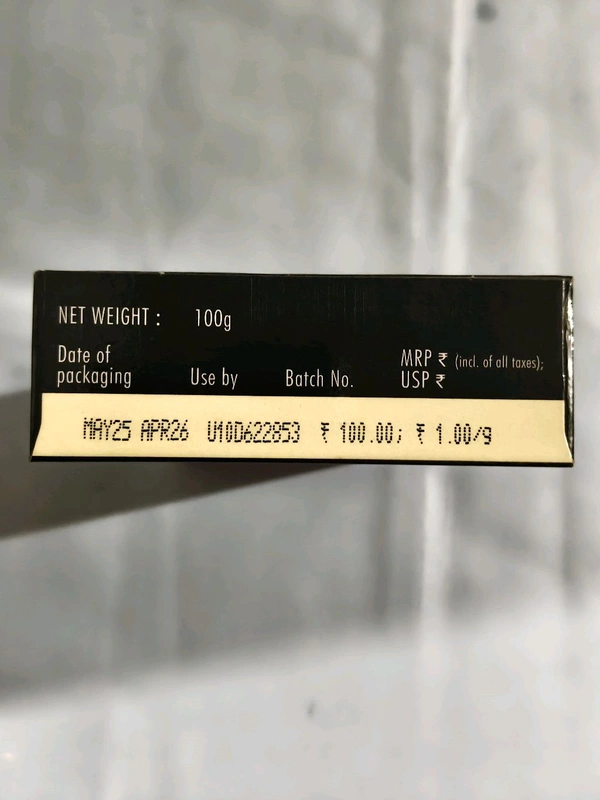 NET WEIGHT : 100g
Date of packaging Use by Batch No. MRP ₹ (incl. of all taxes); USP ₹
MAY25 APR26 U10D622853 ₹ 100.00; ₹ 1.00/g